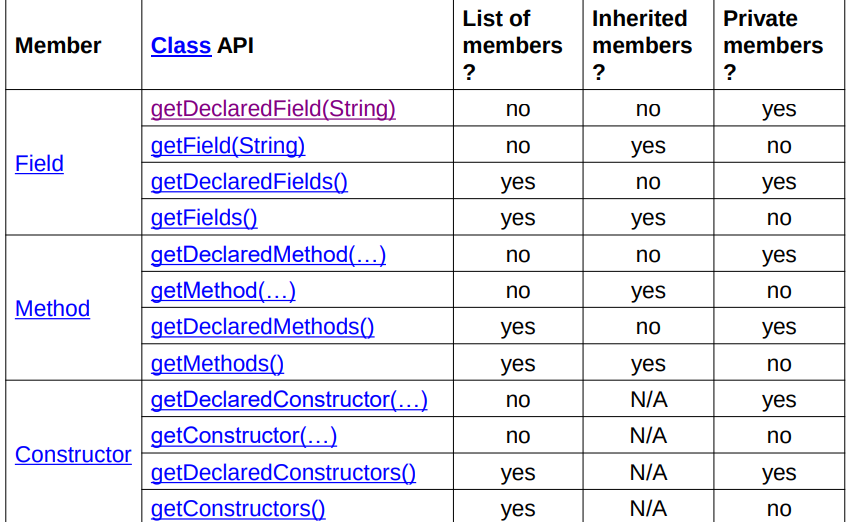 Member Class API List of members ? Inherited members ? Private members ?
Field getDeclaredField(String) no no yes
getField(String) no yes no
getDeclaredFields() yes no yes
getFields() yes yes no
Method getDeclaredMethod(…) no no yes
getMethod(…) no yes no
getDeclaredMethods() yes no yes
getMethods() yes yes no
Constructor getDeclaredConstructor(…) no N/A yes
getConstructor(…) no N/A no
getDeclaredConstructors() yes N/A yes
getConstructors() yes N/A no